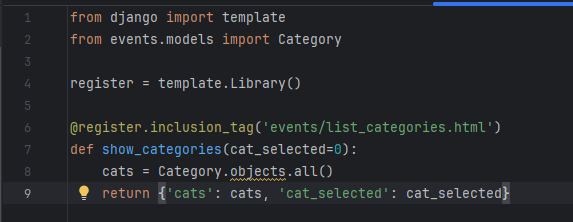 1 from django import template
2 from events.models import Category
3
4 register = template.Library()
5
6 @register.inclusion_tag('events/list_categories.html')
7 def show_categories(cat_selected=0):
8     cats = Category.objects.all()
9     return {'cats': cats, 'cat_selected': cat_selected}